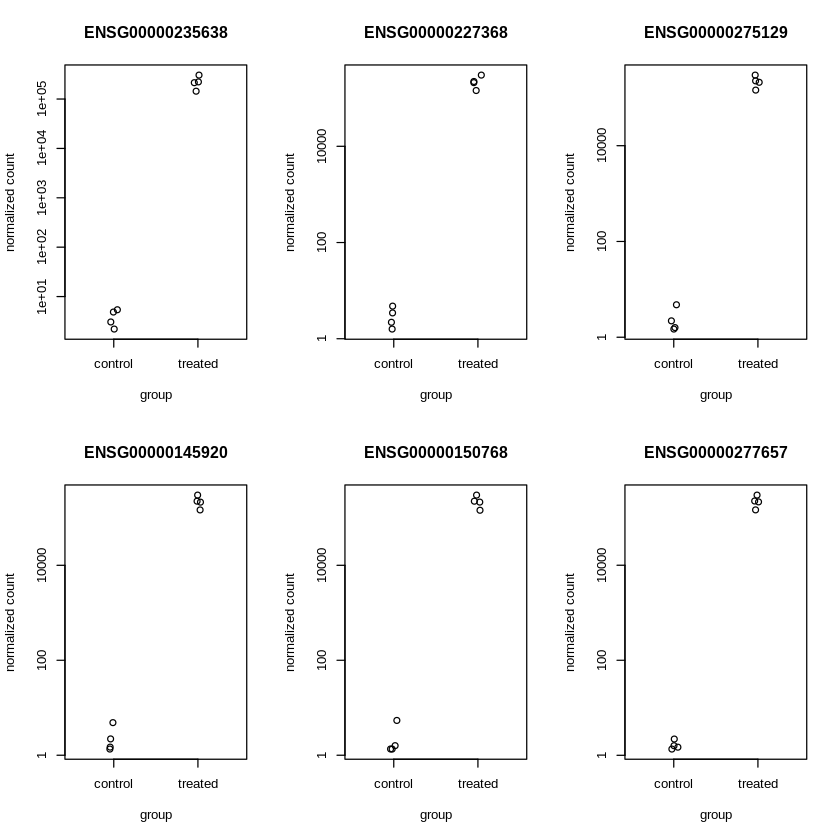 ENSG00000235638
normalized count
1e+05
1e+04
1e+03
1e+02
1e+01
control
treated
group
ENSG00000227368
normalized count
10000
100
1
control
treated
group
ENSG00000275129
normalized count
10000
100
1
control
treated
group
ENSG00000145920
normalized count
10000
100
1
control
treated
group
ENSG00000150768
normalized count
10000
100
1
control
treated
group
ENSG00000277657
normalized count
10000
100
1
control
treated
group